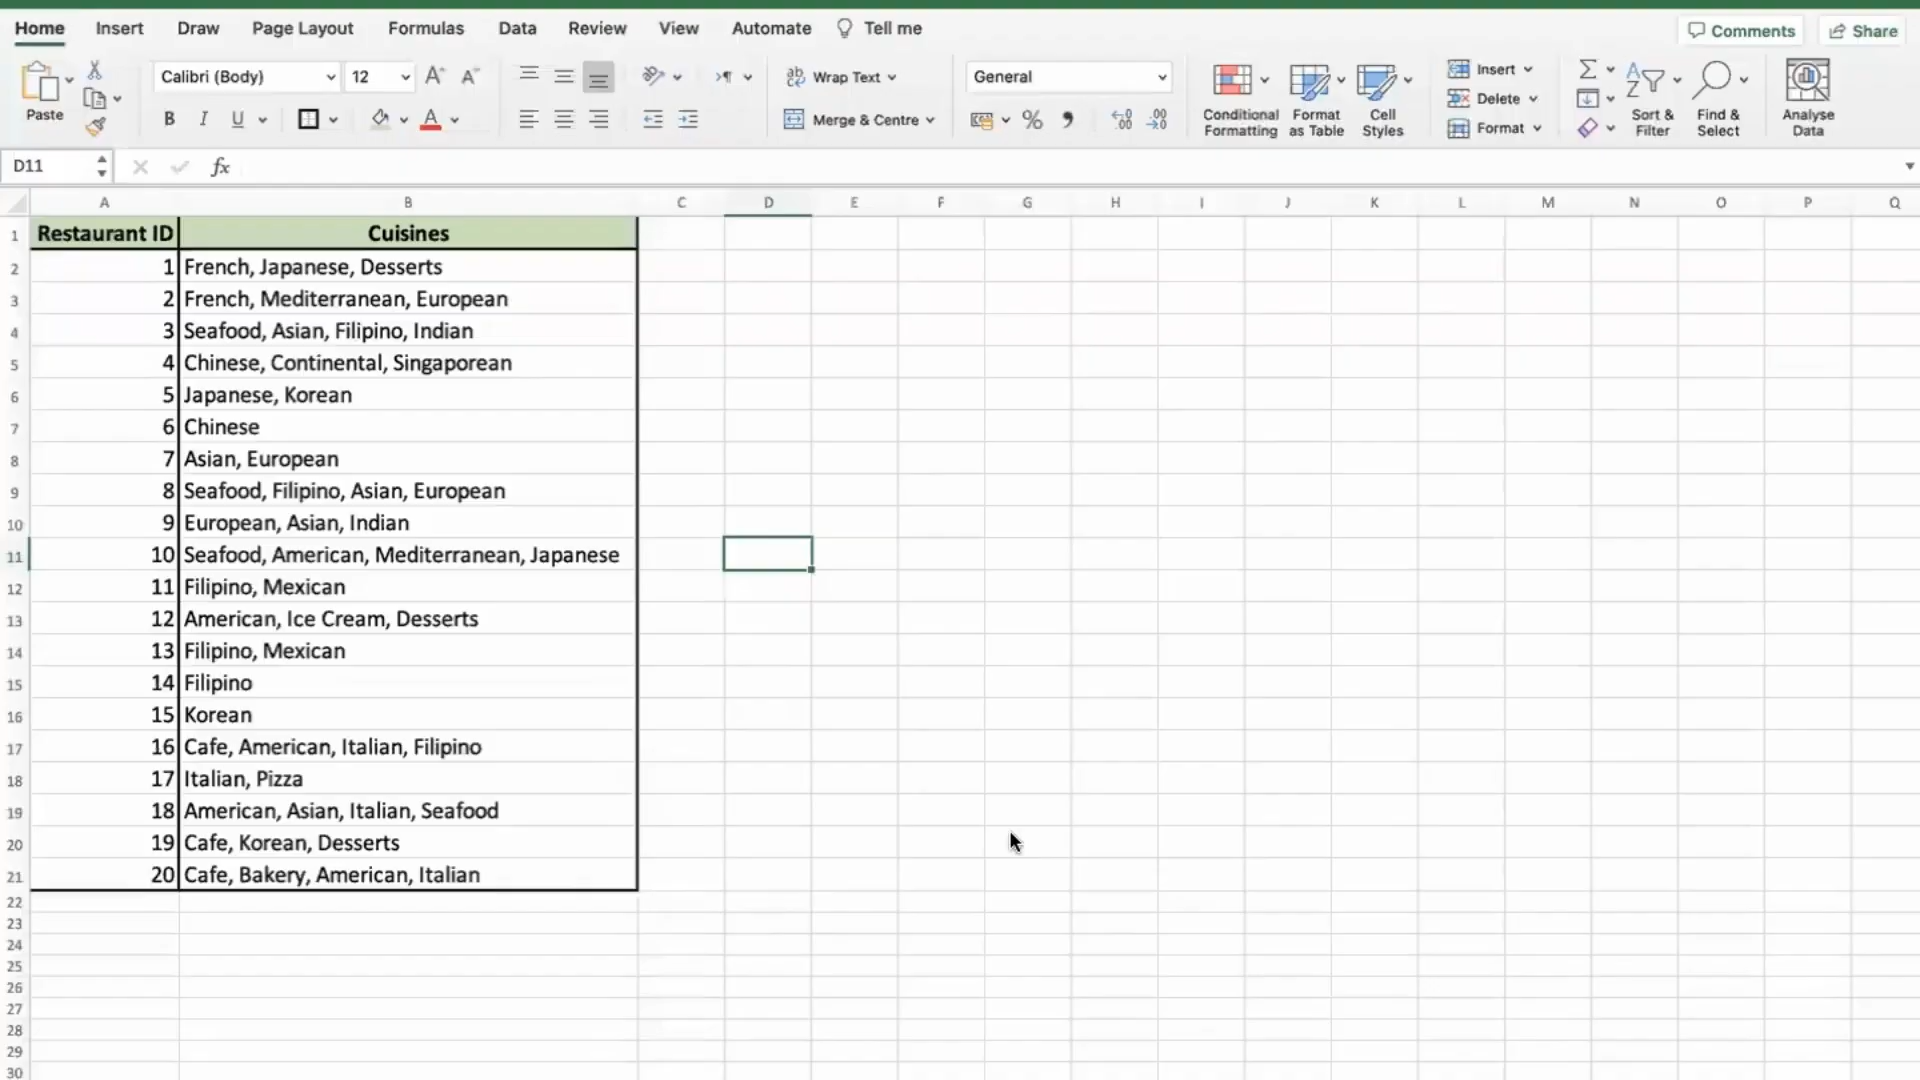 Home Insert Draw Page Layout Formulas Data Review View Automate Tell me Comments Share
Paste Calibri (Body) 12 A A Wrap Text General Conditional Formatting Format as Table Cell Styles Insert Delete Format Sort & Filter Find & Select Analyse Data
B I U A Merge & Centre %
D11 fx
A B C D E F G H I J K L M N O P Q
1 Restaurant ID Cuisines
2 1 French, Japanese, Desserts
3 2 French, Mediterranean, European
4 3 Seafood, Asian, Filipino, Indian
5 4 Chinese, Continental, Singaporean
6 5 Japanese, Korean
7 6 Chinese
8 7 Asian, European
9 8 Seafood, Filipino, Asian, European
10 9 European, Asian, Indian
11 10 Seafood, American, Mediterranean, Japanese
12 11 Filipino, Mexican
13 12 American, Ice Cream, Desserts
14 13 Filipino, Mexican
15 14 Filipino
16 15 Korean
17 16 Cafe, American, Italian, Filipino
18 17 Italian, Pizza
19 18 American, Asian, Italian, Seafood
20 19 Cafe, Korean, Desserts
21 20 Cafe, Bakery, American, Italian
22
23
24
25
26
27
28
29
30